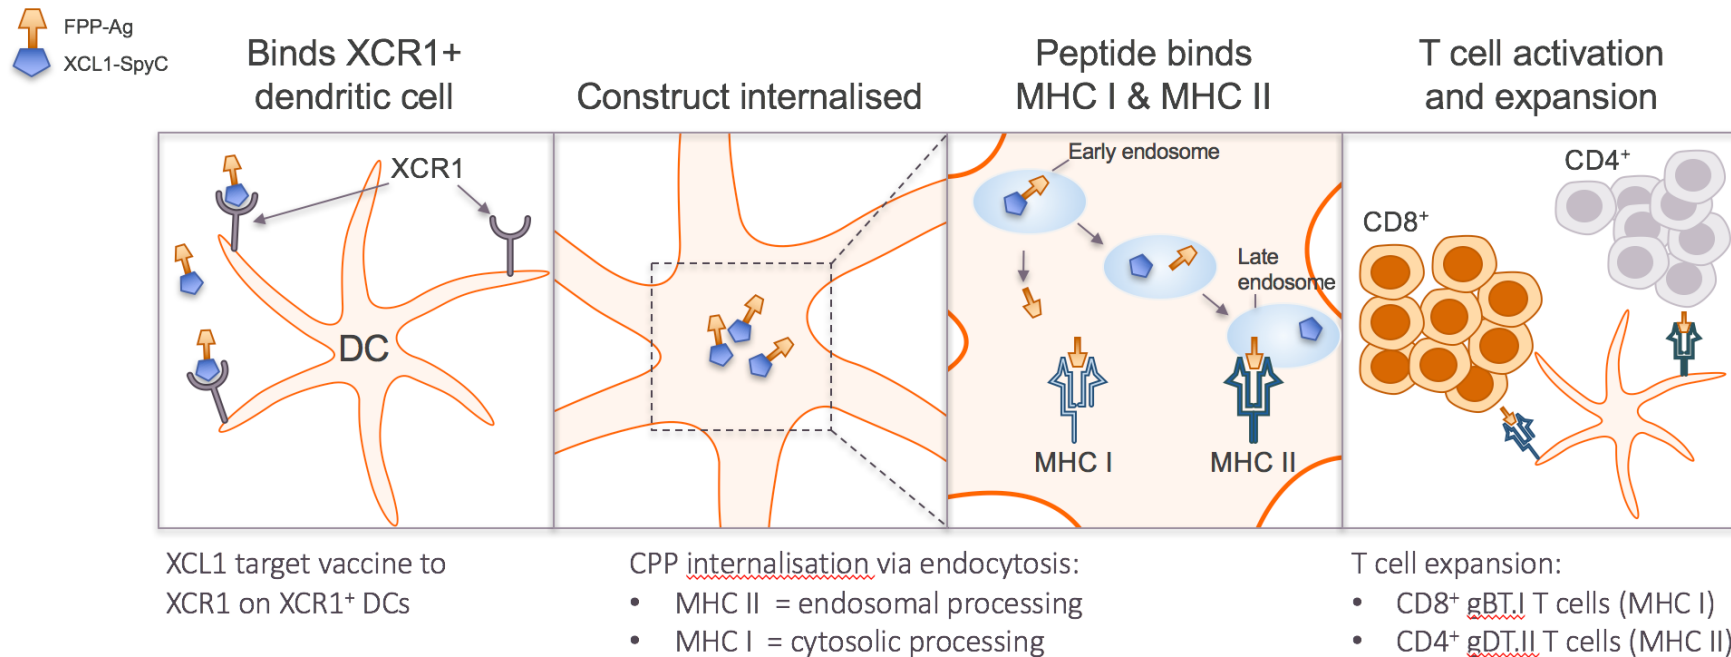 FPP-Ag
XCL1-SpyC
Binds XCR1+
dendritic cell
Construct internalised
Peptide binds
MHC I & MHC II
T cell activation
and expansion
XCR1
DC
Early endosome
Late
endosome
MHC I
MHC II
CD4⁺
CD8⁺
XCL1 target vaccine to
XCR1 on XCR1⁺ DCs
CPP internalisation via endocytosis:
• MHC II = endosomal processing
• MHC I = cytosolic processing
T cell expansion:
• CD8⁺ gBT.I T cells (MHC I)
• CD4⁺ gDT.II T cells (MHC II)